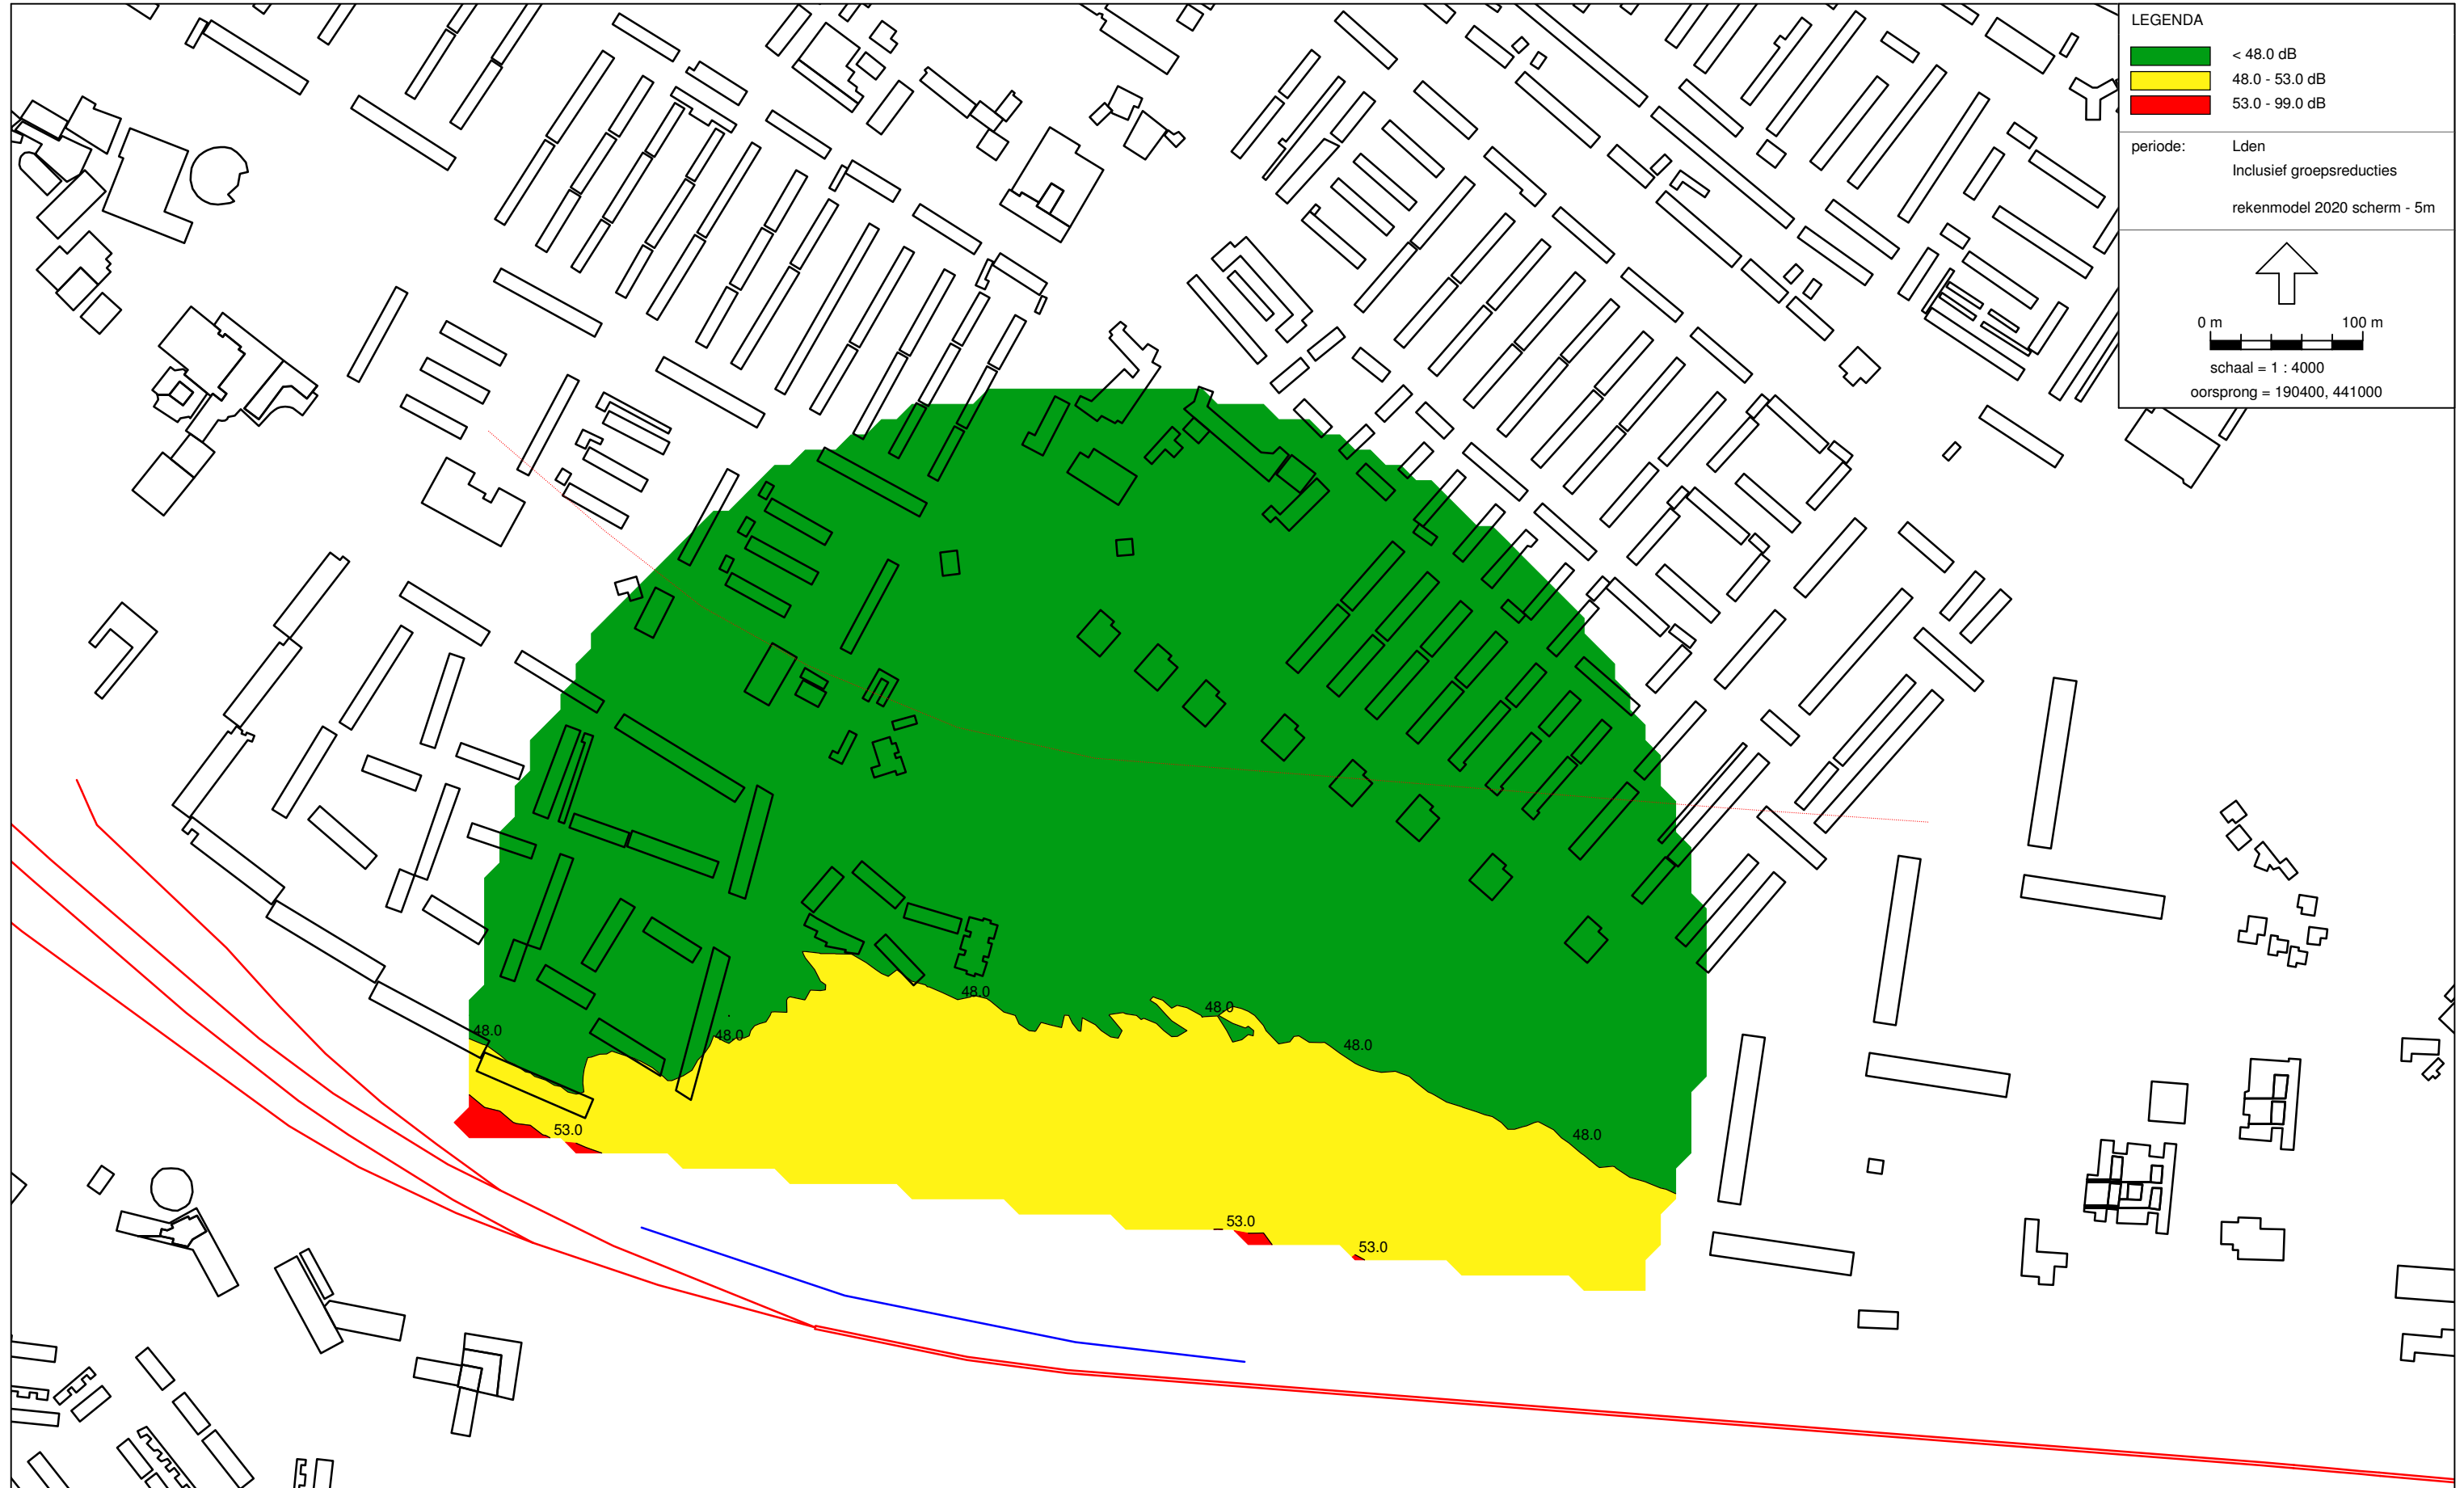 LEGENDA
< 48.0 dB
48.0 - 53.0 dB
53.0 - 99.0 dB
periode: Lden
Inclusief groepsreducties
rekenmodel 2020 scherm - 5m
0 m 100 m
schaal = 1 : 4000
oorsprong = 190400, 441000
48.0
48.0
48.0
48.0
48.0
48.0
53.0
53.0
53.0